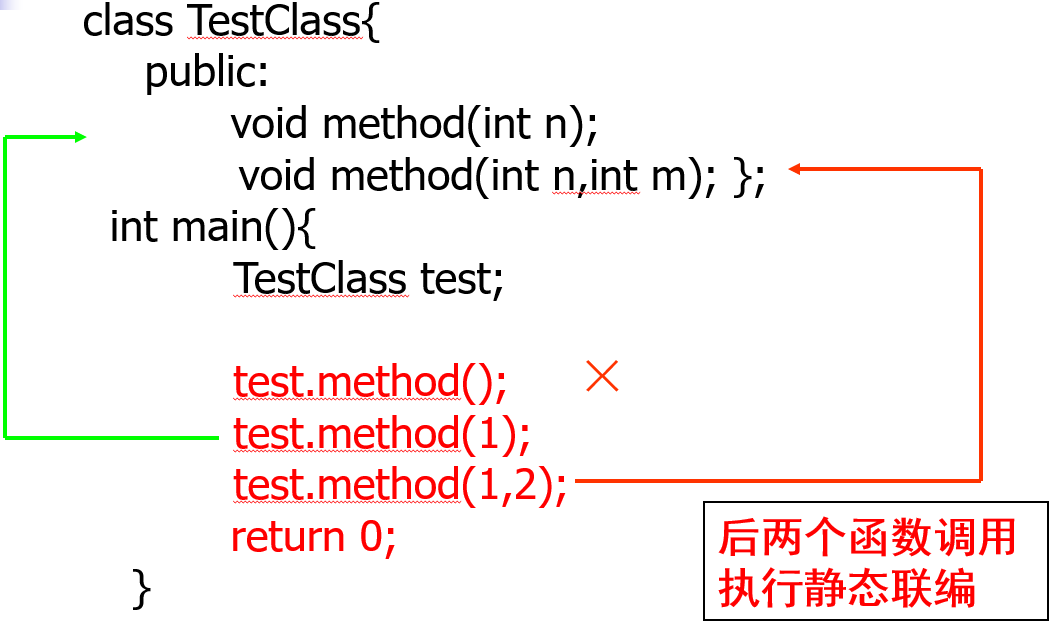 class TestClass{
public:
void method(int n);
void method(int n,int m); };
int main(){
TestClass test;
test.method();
test.method(1);
test.method(1,2);
return 0;
}
后两个函数调用
执行静态联编